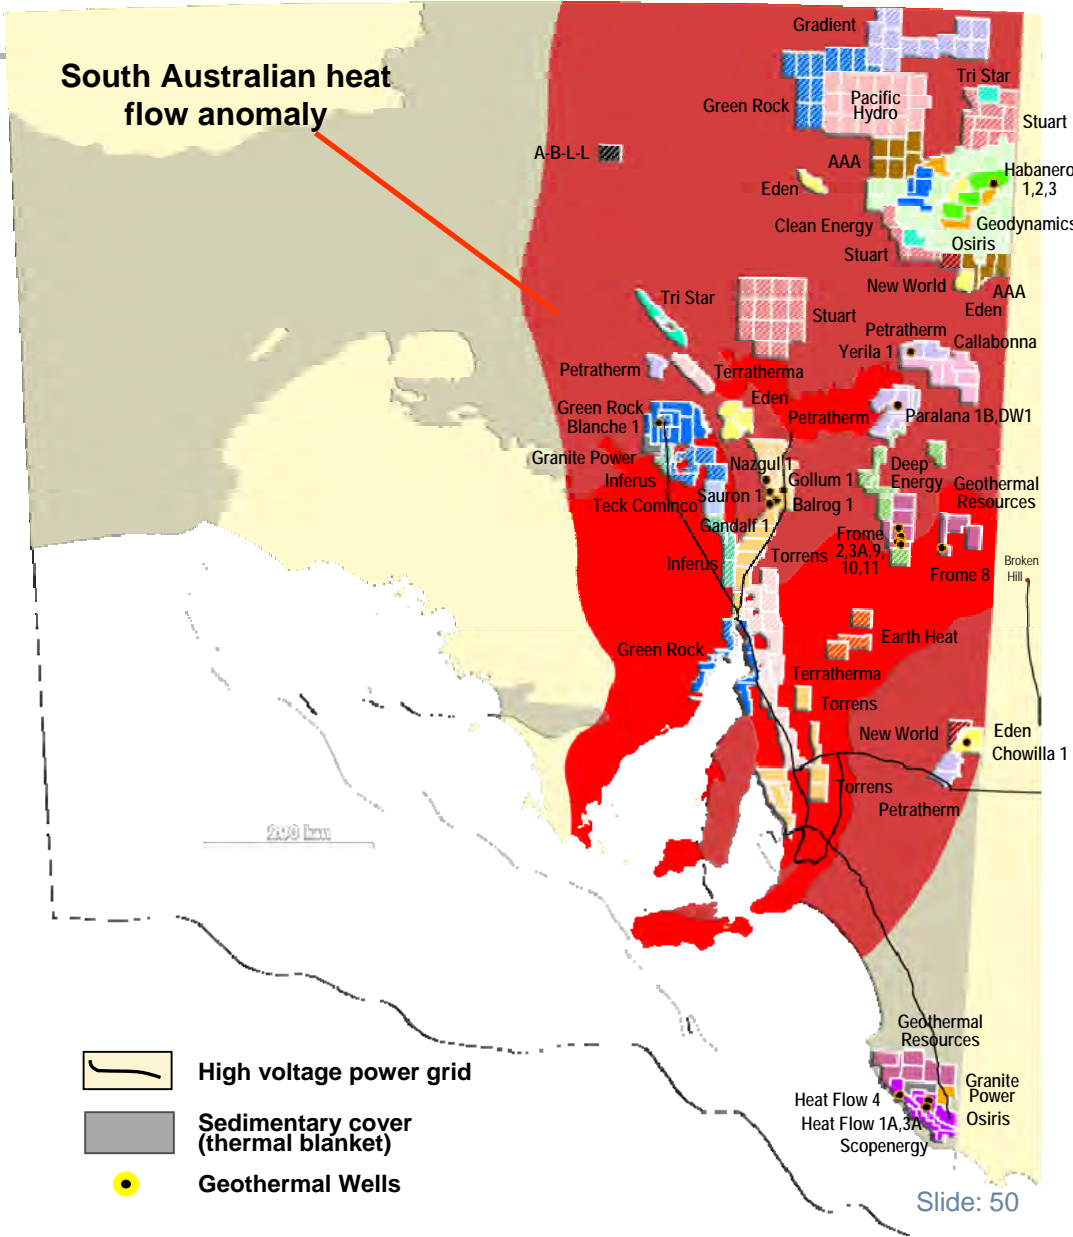 South Australian heat
flow anomaly
Gradient
Tri Star
Green Rock
Pacific
Hydro
Stuart
A-B-L-L
AAA
Habanero
1,2,3
Eden
Clean Energy
Geodynamics
Osiris
Stuart
New World
AAA
Eden
Tri Star
Stuart
Petratherm
Yerila 1
Callabonna
Petratherm
Terratherma
Eden
Green Rock
Blanche 1
Petratherm
Paralana 1B,DW1
Granite Power
Inferus
Nazgul 1
Gollum 1
Deep
Energy
Geothermal
Resources
Teck Cominco
Sauron 1
Balrog 1
Gandalf 1
Frome
2,3A,9,
10,11
Inferus
Torrens
Frome 8
Broken
Hill
Green Rock
Earth Heat
Terratherma
Torrens
New World
Eden
Chowilla 1
Torrens
Petratherm
200 km
Geothermal
Resources
Granite
Power
Heat Flow 4
Osiris
Heat Flow 1A,3A
Scopenergy
High voltage power grid
Sedimentary cover
(thermal blanket)
Geothermal Wells
Slide: 50